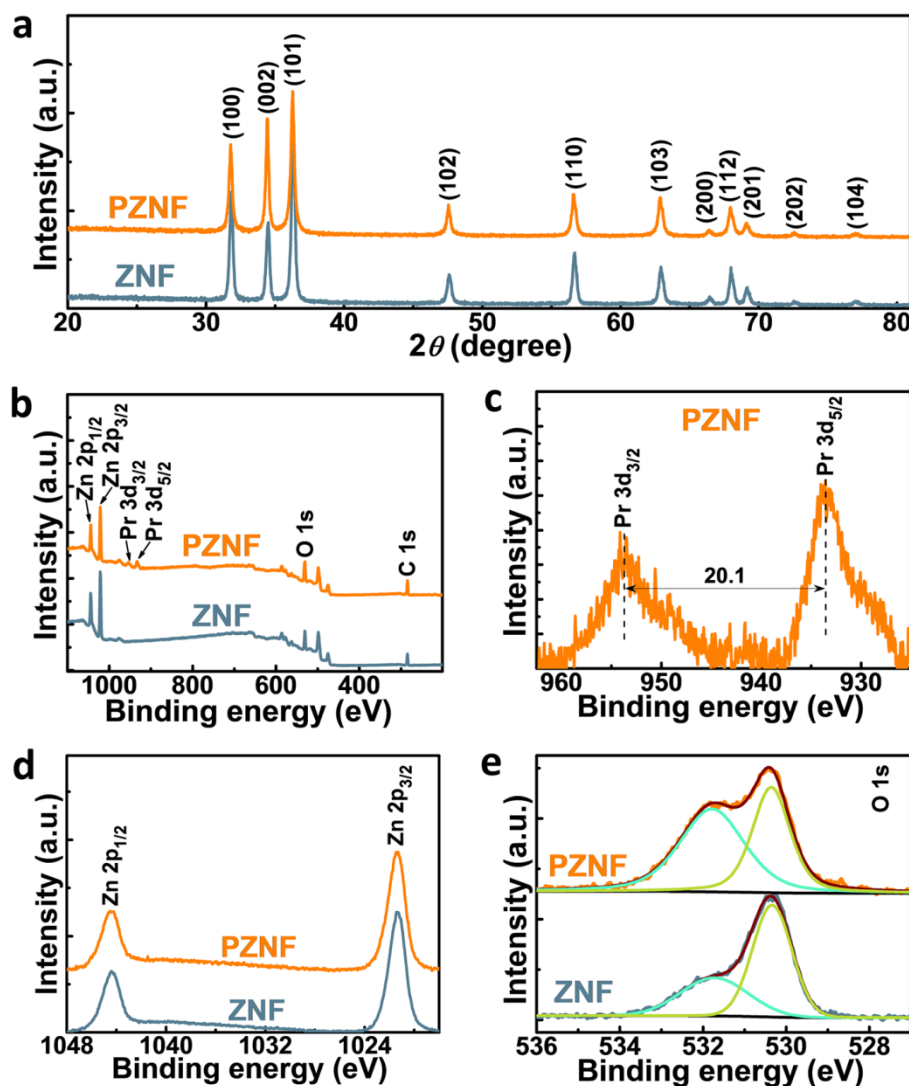 a
Intensity (a.u.)
(100)
(002)
(101)
(102)
(110)
(103)
(200)
(112)
(201)
(202)
(104)
PZNF
ZNF
20 30 40 50 60 70 80
2θ (degree)
b
Intensity (a.u.)
Zn 2p1/2
Zn 2p3/2
Pr 3d3/2
Pr 3d5/2
PZNF
O 1s
C 1s
ZNF
1000 800 600 400
Binding energy (eV)
c
Intensity (a.u.)
PZNF
Pr 3d3/2
Pr 3d5/2
20.1
960 950 940 930
Binding energy (eV)
d
Intensity (a.u.)
Zn 2p1/2
Zn 2p3/2
PZNF
ZNF
1048 1040 1032 1024
Binding energy (eV)
e
Intensity (a.u.)
O 1s
PZNF
ZNF
536 534 532 530 528
Binding energy (eV)